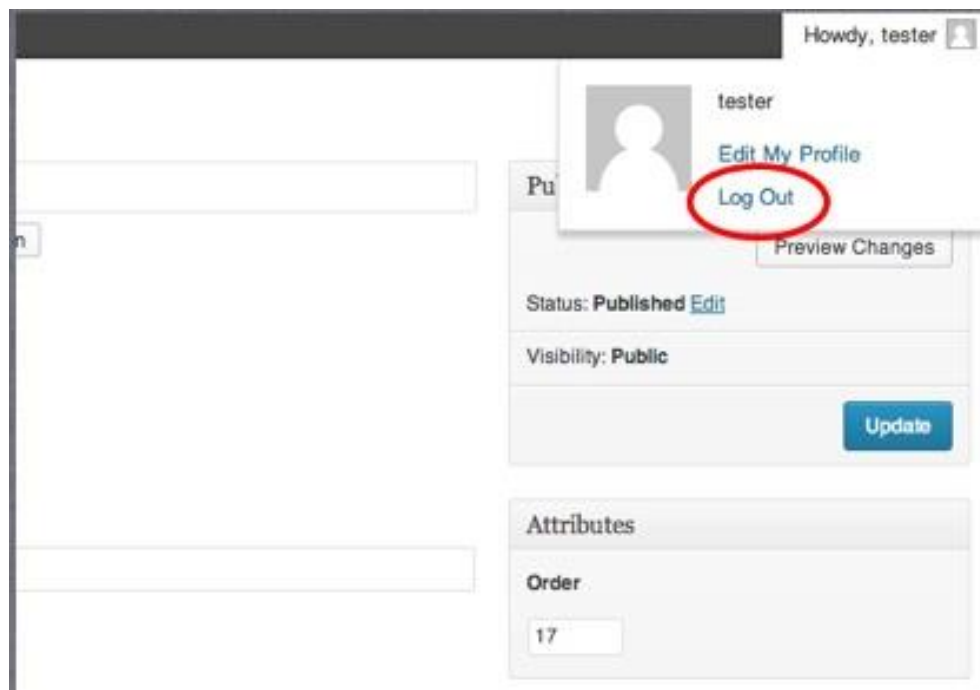 Howdy, tester
tester
Edit My Profile
Log Out
Pu
n
Preview Changes
Status: Published Edit
Visibility: Public
Update
Attributes
Order
17